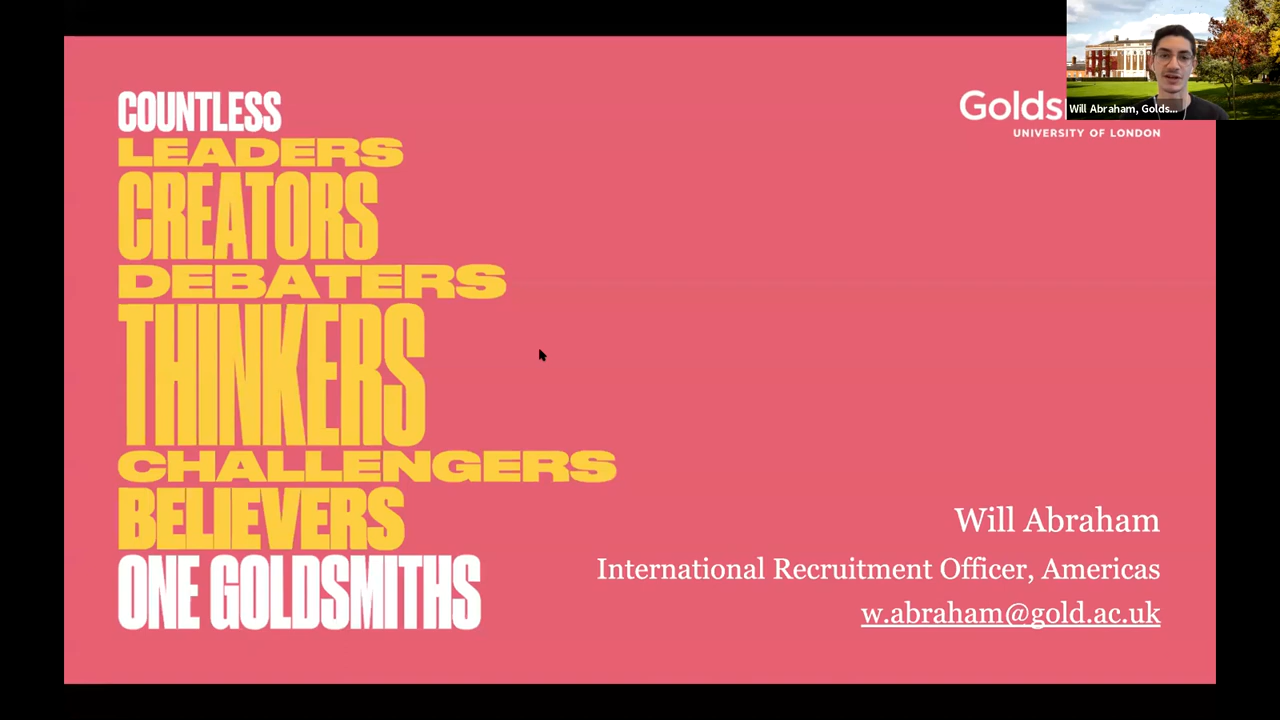 COUNTLESS
LEADERS
CREATORS
DEBATERS
THINKERS
CHALLENGERS
BELIEVERS
ONE GOLDSMITHS
Golds
UNIVERSITY OF LONDON
Will Abraham, Golds...
Will Abraham
International Recruitment Officer, Americas
w.abraham@gold.ac.uk